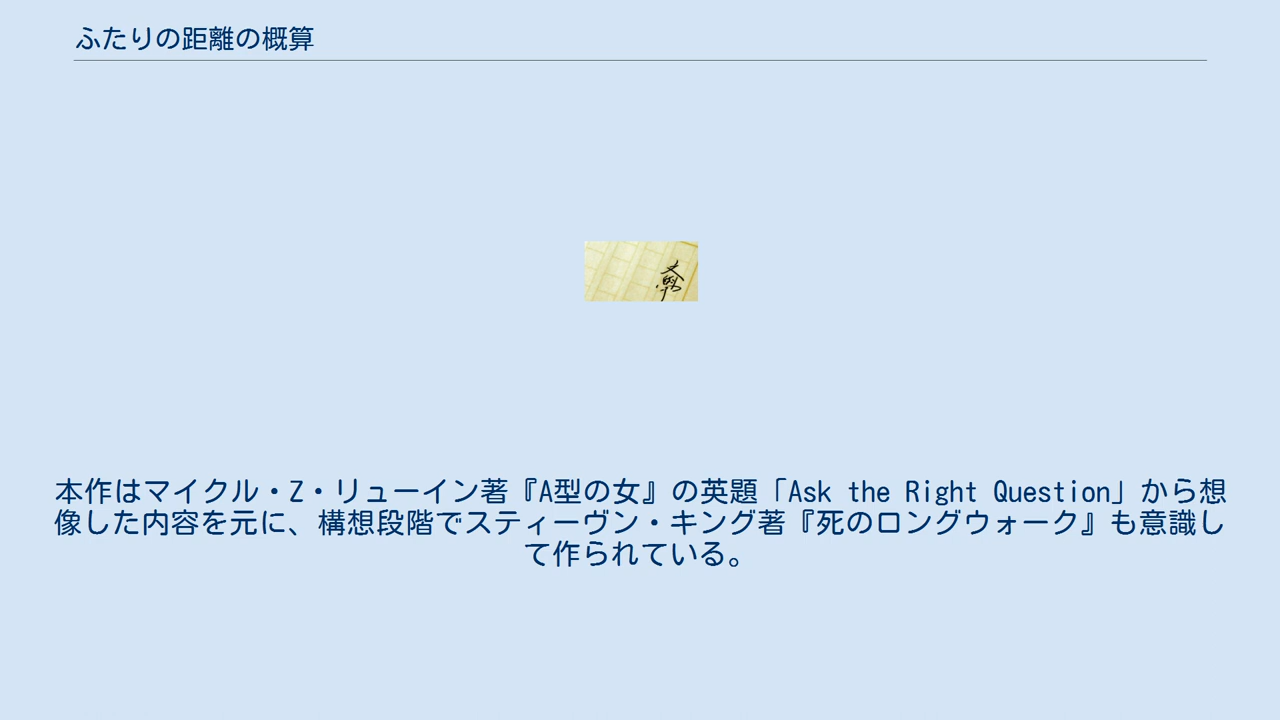 ふたりの距離の概算
本作はマイクル・Z・リューイン著『A型の女』の英題「Ask the Right Question」から想
像した内容を元に、構想段階でスティーヴン・キング著『死のロングウォーク』も意識し
て作られている。